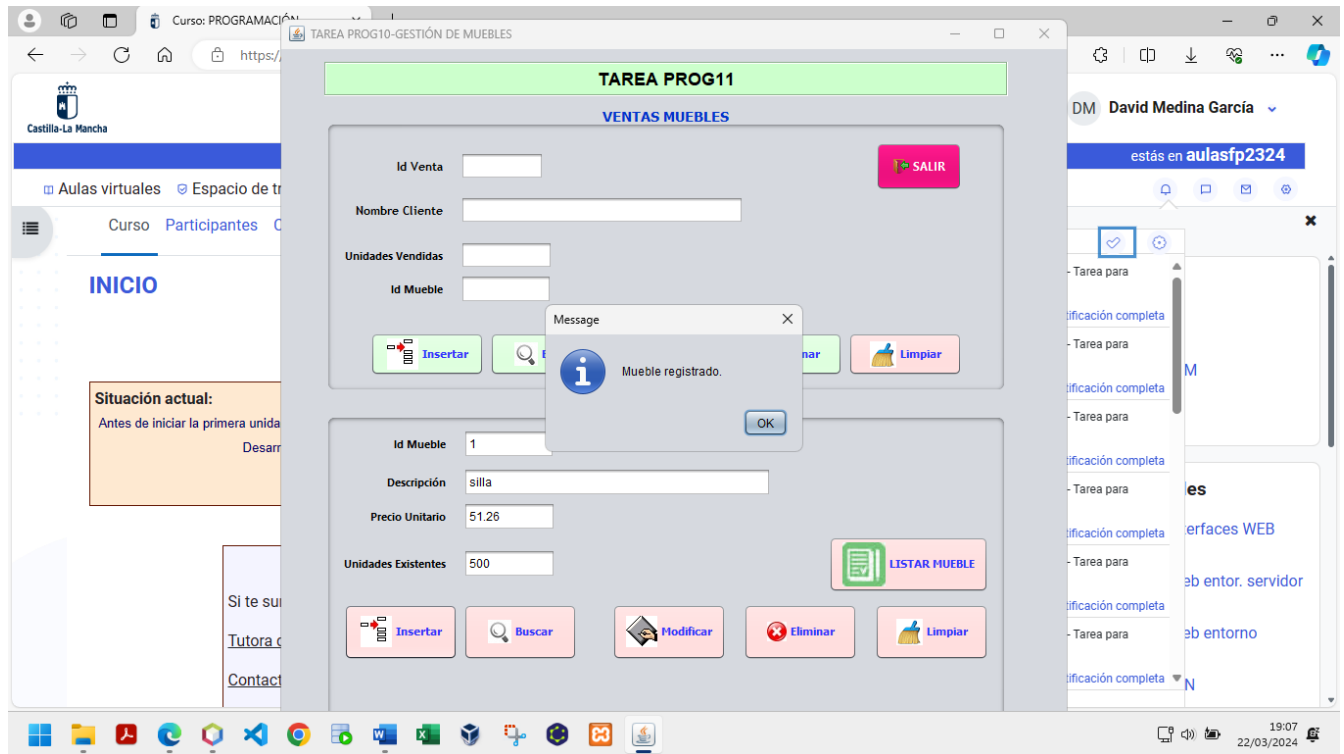 Curso: PROGRAMACIÓN
TAREA PROG10-GESTIÓN DE MUEBLES
https:/
TAREA PROG11
VENTAS MUEBLES
Castilla-La Mancha
DM David Medina García
estás en aulasfp2324
Aulas virtuales
Espacio de tr
Curso Participantes C
INICIO
Id Venta
SALIR
Nombre Cliente
Unidades Vendidas
Id Mueble
Message
Mueble registrado.
OK
Insertar
nar
Limpiar
Situación actual:
Antes de iniciar la primera unida
Desarr
Id Mueble 1
Descripción silla
Precio Unitario 51.26
Unidades Existentes 500
LISTAR MUEBLE
Insertar Buscar Modificar Eliminar Limpiar
Si te sur
Tutora d
Contact
- Tarea para
tificación completa
- Tarea para
tificación completa
- Tarea para
tificación completa
- Tarea para
tificación completa
- Tarea para
tificación completa
- Tarea para
tificación completa
M
les
erfaces WEB
eb entor. servidor
eb entorno
N
19:07
22/03/2024